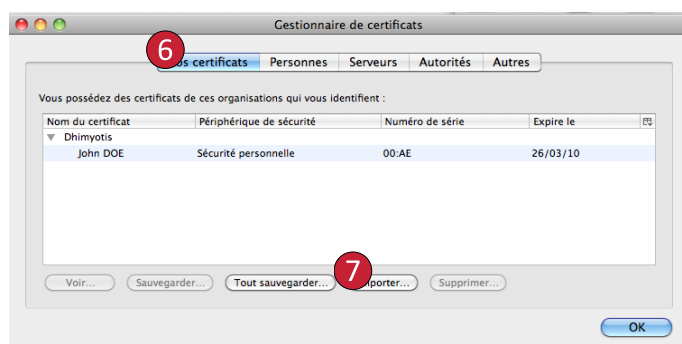 Gestionnaire de certificats
6
os certificats Personnes Serveurs Autorités Autres
Vous possédez des certificats de ces organisations qui vous identifient :
Nom du certificat Périphérique de sécurité Numéro de série Expire le
Dhimyotis
John DOE Sécurité personnelle 00:AE 26/03/10
7
Voir... Sauvegarder... Tout sauvegarder... porter... Supprimer...
OK